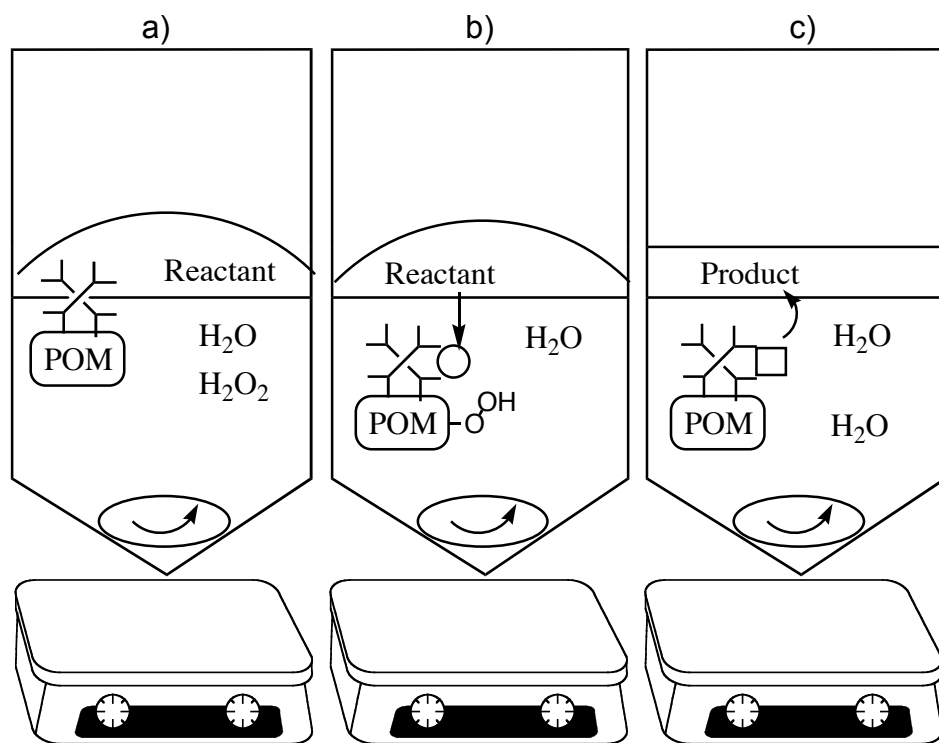 a)
Reactant
H₂O
POM
H₂O₂
b)
Reactant
H₂O
POM
O
OH
c)
Product
H₂O
POM
H₂O